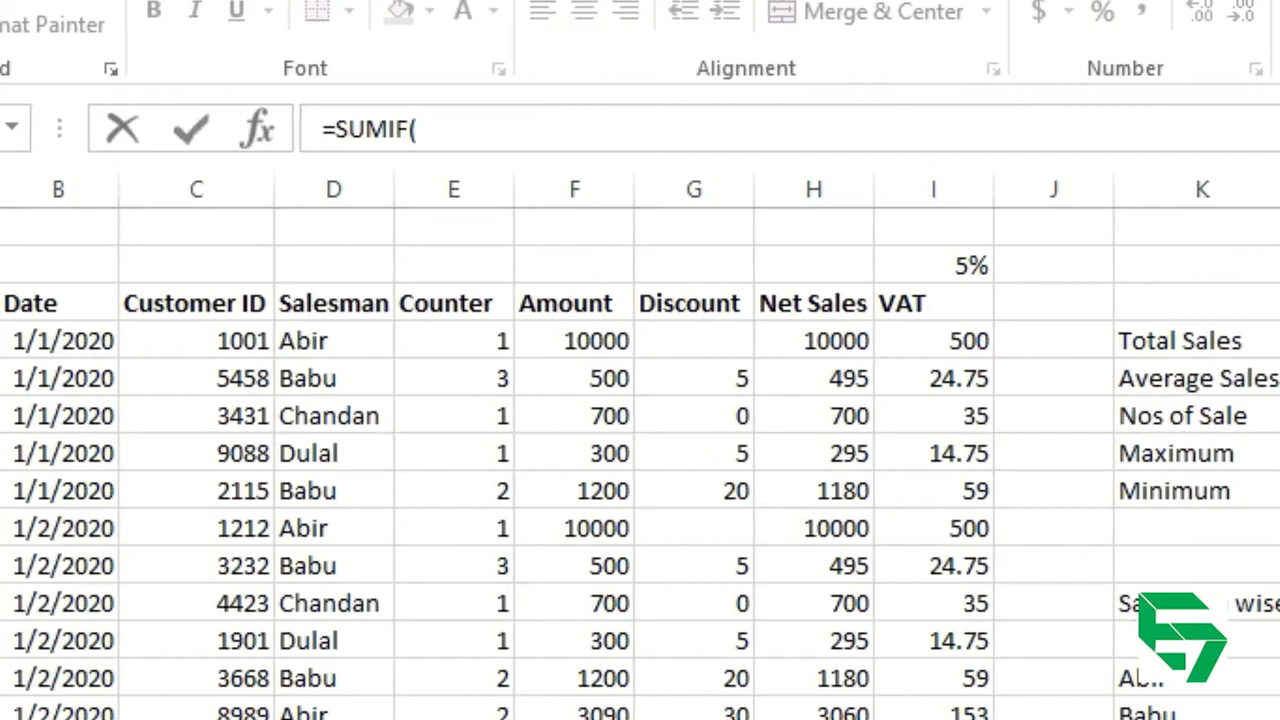 mat Painter B I U A Merge & Center $ % , .00 .00
d Font Alignment Number
fx =SUMIF(
B C D E F G H I J K
5%
Date Customer ID Salesman Counter Amount Discount Net Sales VAT
1/1/2020 1001 Abir 1 10000 10000 500 Total Sales
1/1/2020 5458 Babu 3 500 5 495 24.75 Average Sales
1/1/2020 3431 Chandan 1 700 0 700 35 Nos of Sale
1/1/2020 9088 Dulal 1 300 5 295 14.75 Maximum
1/1/2020 2115 Babu 2 1200 20 1180 59 Minimum
1/2/2020 1212 Abir 1 10000 10000 500
1/2/2020 3232 Babu 3 500 5 495 24.75
1/2/2020 4423 Chandan 1 700 0 700 35 wise
1/2/2020 1901 Dulal 1 300 5 295 14.75
1/2/2020 3668 Babu 2 1200 20 1180 59
1/2/2020 8989 Abir 2 3090 30 3060 153 Babu